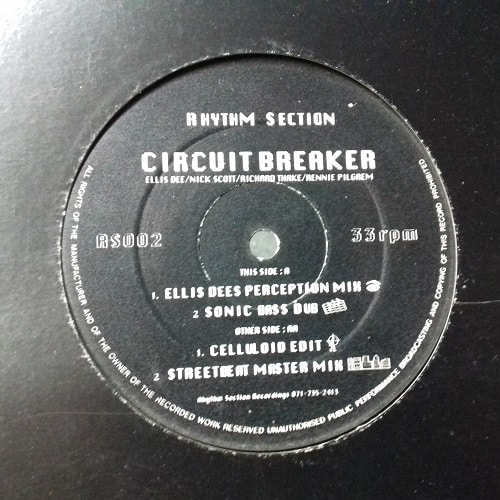 RHYTHM SECTION
CIRCUIT BREAKER
ELLIS DEE/NICK SCOTT/RICHARD THAKE/RENNIE PILGREM
RS002
33rpm
THIS SIDE : A
1. ELLIS DEES PERCEPTION MIX
2 SONIC BASS DUB
OTHER SIDE : AA
1. CELLULOID EDIT
2 STREETBEAT MASTER MIX
Rhythm Section Recordings 071-735-2413
ALL RIGHTS OF THE MANUFACTURER AND OF THE OWNER OF THE RECORDED WORK RESERVED UNAUTHORISED PUBLIC PERFORMANCE BROADCASTING AND COPYING OF THIS RECORD PROHIBITED